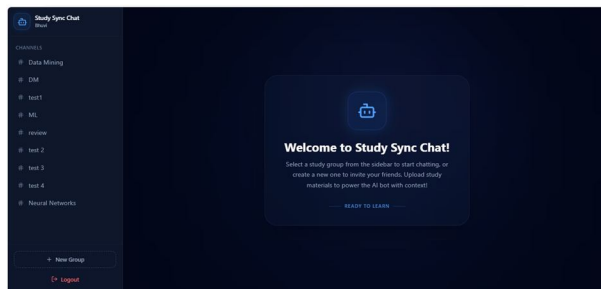 Study Sync Chat
Bhuvi
CHANNELS
# Data Mining
# DM
# test1
# ML
# review
# test 2
# test 3
# test 4
# Neural Networks
+ New Group
Logout
Welcome to Study Sync Chat!
Select a study group from the sidebar to start chatting, or
create a new one to invite your friends. Upload study
materials to power the AI bot with context!
READY TO LEARN